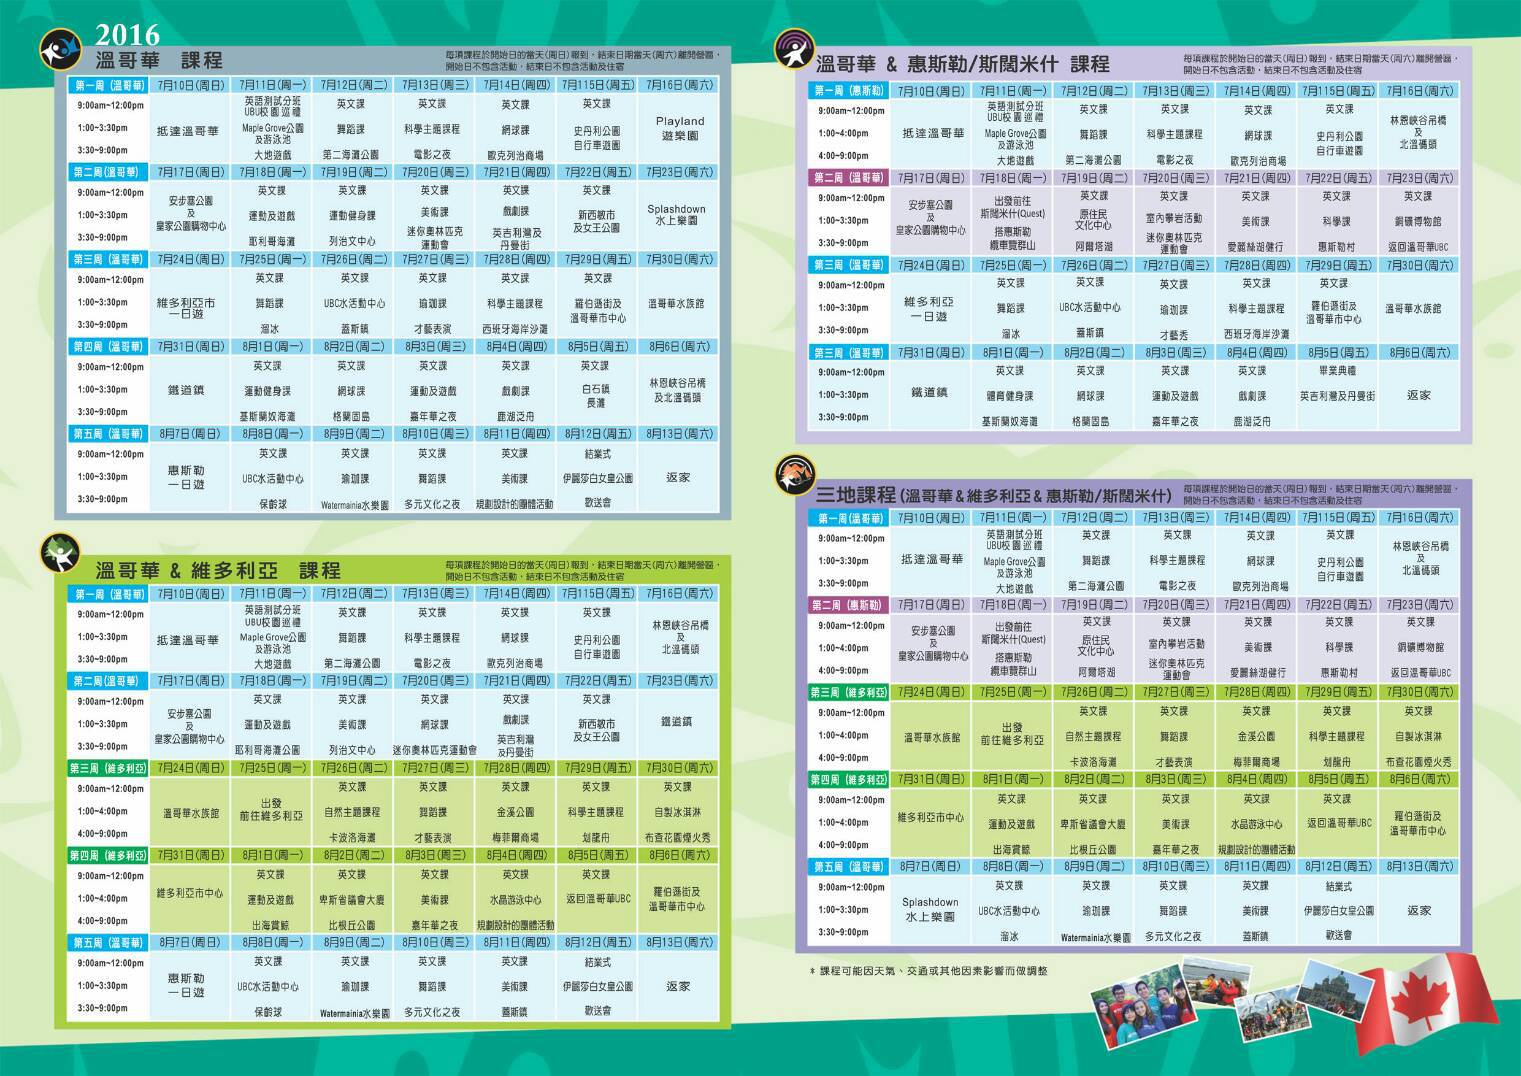 2016
溫哥華 課程
每項課程於開始日的當天(周日)報到，結束日期當天(周六)離開營區，
開始日不包含活動，結束日不包含活動及住宿
第一周 (溫哥華) 7月10日(周日) 7月11日(周一) 7月12日(周二) 7月13日(周三) 7月14日(周四) 7月115日(周五) 7月16日(周六)
9:00am~12:00pm 英語測試分班 UBU校園巡禮 英文課 英文課 英文課 英文課
1:00~3:30pm 抵達溫哥華 Maple Grove公園及游泳池 舞蹈課 科學主題課程 網球課 史丹利公園自行車遊園 Playland 遊樂園
3:30~9:00pm 大地遊戲 第二海灘公園 電影之夜 歐克列治商場
第二周(溫哥華) 7月17日(周日) 7月18日(周一) 7月19日(周二) 7月20日(周三) 7月21日(周四) 7月22日(周五) 7月23日(周六)
9:00am~12:00pm 英文課 英文課 英文課 英文課 英文課
1:00~3:30pm 安步塞公園及皇家公園購物中心 運動及遊戲 運動健身課 美術課 戲劇課 新西敏市及女王公園 Splashdown 水上樂園
3:30~9:00pm 耶利哥海灘 列治文中心 迷你奧林匹克運動會 英吉利灣及丹曼街
第三周 (溫哥華) 7月24日(周日) 7月25日(周一) 7月26日(周二) 7月27日(周三) 7月28日(周四) 7月29日(周五) 7月30日(周六)
9:00am~12:00pm 英文課 英文課 英文課 英文課 英文課
1:00~3:30pm 維多利亞市一日遊 舞蹈課 UBC水活動中心 瑜珈課 科學主題課程 羅伯遜街及溫哥華市中心 溫哥華水族館
3:30~9:00pm 溜冰 蓋斯鎮 才藝表演 西班牙海岸沙灘
第四周 (溫哥華) 7月31日(周日) 8月1日(周一) 8月2日(周二) 8月3日(周三) 8月4日(周四) 8月5日(周五) 8月6日(周六)
9:00am~12:00pm 英文課 英文課 英文課 英文課 英文課
1:00~3:30pm 鐵道鎮 運動健身課 網球課 運動及遊戲 戲劇課 白石鎮長灘 林恩峽谷吊橋及北溫碼頭
3:30~9:00pm 基斯蘭奴海灘 格蘭固島 嘉年華之夜 鹿湖泛舟
第五周 (溫哥華) 8月7日(周日) 8月8日(周一) 8月9日(周二) 8月10日(周三) 8月11日(周四) 8月12日(周五) 8月13日(周六)
9:00am~12:00pm 英文課 英文課 英文課 英文課 結業式
1:00~3:30pm 惠斯勒一日遊 UBC水活動中心 瑜珈課 舞蹈課 美術課 伊麗莎白女皇公園 返家
3:30~9:00pm 保齡球 Watermainia水樂園 多元文化之夜 規劃設計的團體活動 歡送會
溫哥華 & 維多利亞 課程
每項課程於開始日的當天(周日)報到，結束日期當天(周六)離開營區，
開始日不包含活動，結束日不包含活動及住宿
第一周 (溫哥華) 7月10日(周日) 7月11日(周一) 7月12日(周二) 7月13日(周三) 7月14日(周四) 7月115日(周五) 7月16日(周六)
9:00am~12:00pm 英語測試分班 UBU校園巡禮 英文課 英文課 英文課 英文課
1:00~3:30pm 抵達溫哥華 Maple Grove公園及游泳池 舞蹈課 科學主題課程 網球課 史丹利公園自行車遊園 林恩峽谷吊橋及北溫碼頭
3:30~9:00pm 大地遊戲 第二海灘公園 電影之夜 歐克列治商場
第二周(溫哥華) 7月17日(周日) 7月18日(周一) 7月19日(周二) 7月20日(周三) 7月21日(周四) 7月22日(周五) 7月23日(周六)
9:00am~12:00pm 英文課 英文課 英文課 英文課 英文課
1:00~3:30pm 安步塞公園及皇家公園購物中心 運動及遊戲 美術課 網球課 戲劇課 新西敏市及女王公園 鐵道鎮
3:30~9:00pm 耶利哥海灘公園 列治文中心 迷你奧林匹克運動會 英吉利灣及丹曼街
第三周 (維多利亞) 7月24日(周日) 7月25日(周一) 7月26日(周二) 7月27日(周三) 7月28日(周四) 7月29日(周五) 7月30日(周六)
9:00am~12:00pm 英文課 英文課 英文課 英文課 英文課
1:00~4:00pm 溫哥華水族館 出發前往維多利亞 自然主題課程 舞蹈課 金溪公園 科學主題課程 自製冰淇淋
4:00~9:00pm 卡波洛海灘 才藝表演 梅菲爾商場 划龍舟 布查花園煙火秀
第四周 (維多利亞) 7月31日(周日) 8月1日(周一) 8月2日(周二) 8月3日(周三) 8月4日(周四) 8月5日(周五) 8月6日(周六)
9:00am~12:00pm 英文課 英文課 英文課 英文課 英文課
1:00~4:00pm 維多利亞市中心 運動及遊戲 卑斯省議會大廈 美術課 水晶游泳中心 返回溫哥華UBC 羅伯遜街及溫哥華市中心
4:00~9:00pm 出海賞鯨 比根丘公園 嘉年華之夜 規劃設計的團體活動
第五周 (溫哥華) 8月7日(周日) 8月8日(周一) 8月9日(周二) 8月10日(周三) 8月11日(周四) 8月12日(周五) 8月13日(周六)
9:00am~12:00pm 英文課 英文課 英文課 英文課 結業式
1:00~3:30pm 惠斯勒一日遊 UBC水活動中心 瑜珈課 舞蹈課 美術課 伊麗莎白女皇公園 返家
3:30~9:00pm 保齡球 Watermainia水樂園 多元文化之夜 蓋斯鎮 歡送會
溫哥華 & 惠斯勒/斯闊米什 課程
每項課程於開始日的當天(周日)報到，結束日期當天(周六)離開營區，
開始日不包含活動，結束日不包含活動及住宿
第一周 (惠斯勒) 7月10日(周日) 7月11日(周一) 7月12日(周二) 7月13日(周三) 7月14日(周四) 7月115日(周五) 7月16日(周六)
9:00am~12:00pm 英語測試分班 UBU校園巡禮 英文課 英文課 英文課 英文課
1:00~4:00pm 抵達溫哥華 Maple Grove公園及游泳池 舞蹈課 科學主題課程 網球課 史丹利公園自行車遊園 林恩峽谷吊橋及北溫碼頭
4:00~9:00pm 大地遊戲 第二海灘公園 電影之夜 歐克列治商場
第二周 (溫哥華) 7月17日(周日) 7月18日(周一) 7月19日(周二) 7月20日(周三) 7月21日(周四) 7月22日(周五) 7月23日(周六)
9:00am~12:00pm 英文課 英文課 英文課 英文課 英文課
1:00~3:30pm 安步塞公園及皇家公園購物中心 出發前往斯闊米什(Quest) 原住民文化中心 室內攀岩活動 美術課 科學課 銅礦博物館
3:30~9:00pm 搭惠斯勒纜車覽群山 阿爾塔湖 迷你奧林匹克運動會 愛麗絲湖健行 惠斯勒村 返回溫哥華UBC
第三周 (溫哥華) 7月24日(周日) 7月25日(周一) 7月26日(周二) 7月27日(周三) 7月28日(周四) 7月29日(周五) 7月30日(周六)
9:00am~12:00pm 英文課 英文課 英文課 英文課 英文課
1:00~3:30pm 維多利亞一日遊 舞蹈課 UBC水活動中心 瑜珈課 科學主題課程 羅伯遜街及溫哥華市中心 溫哥華水族館
3:30~9:00pm 溜冰 蓋斯鎮 才藝秀 西班牙海岸沙灘
第三周 (溫哥華) 7月31日(周日) 8月1日(周一) 8月2日(周二) 8月3日(周三) 8月4日(周四) 8月5日(周五) 8月6日(周六)
9:00am~12:00pm 英文課 英文課 英文課 英文課 畢業典禮
1:00~3:30pm 鐵道鎮 體育健身課 網球課 運動及遊戲 戲劇課 英吉利灣及丹曼街 返家
3:30~9:00pm 基斯蘭奴海灘 格蘭固島 嘉年華之夜 鹿湖泛舟
三地課程(溫哥華&維多利亞&惠斯勒/斯闊米什)
每項課程於開始日的當天(周日)報到，結束日期當天(周六)離開營區，
開始日不包含活動，結束日不包含活動及住宿
第一周(溫哥華) 7月10日(周日) 7月11日(周一) 7月12日(周二) 7月13日(周三) 7月14日(周四) 7月115日(周五) 7月16日(周六)
9:00am~12:00pm 英語測試分班 UBU校園巡禮 英文課 英文課 英文課 英文課
1:00~3:30pm 抵達溫哥華 Maple Grove公園及游泳池 舞蹈課 科學主題課程 網球課 史丹利公園自行車遊園 林恩峽谷吊橋及北溫碼頭
3:30~9:00pm 大地遊戲 第二海灘公園 電影之夜 歐克列治商場
第二周 (惠斯勒) 7月17日(周日) 7月18日(周一) 7月19日(周二) 7月20日(周三) 7月21日(周四) 7月22日(周五) 7月23日(周六)
9:00am~12:00pm 英文課 英文課 英文課 英文課 英文課
1:00~4:00pm 安步塞公園及皇家公園購物中心 出發前往斯闊米什(Quest) 原住民文化中心 室內攀岩活動 美術課 科學課 銅礦博物館
4:00~9:00pm 搭惠斯勒纜車覽群山 阿爾塔湖 迷你奧林匹克運動會 愛麗絲湖健行 惠斯勒村 返回溫哥華UBC
第三周 (維多利亞) 7月24日(周日) 7月25日(周一) 7月26日(周二) 7月27日(周三) 7月28日(周四) 7月29日(周五) 7月30日(周六)
9:00am~12:00pm 英文課 英文課 英文課 英文課 英文課
1:00~4:00pm 溫哥華水族館 出發前往維多利亞 自然主題課程 舞蹈課 金溪公園 科學主題課程 自製冰淇淋
4:00~9:00pm 卡波洛海灘 才藝表演 梅菲爾商場 划龍舟 布查花園煙火秀
第四周 (維多利亞) 7月31日(周日) 8月1日(周一) 8月2日(周二) 8月3日(周三) 8月4日(周四) 8月5日(周五) 8月6日(周六)
9:00am~12:00pm 英文課 英文課 英文課 英文課 英文課
1:00~4:00pm 維多利亞市中心 運動及遊戲 卑斯省議會大廈 美術課 水晶游泳中心 返回溫哥華UBC 羅伯遜街及溫哥華市中心
4:00~9:00pm 出海賞鯨 比根丘公園 嘉年華之夜 規劃設計的團體活動
第五周 (溫哥華) 8月7日(周日) 8月8日(周一) 8月9日(周二) 8月10日(周三) 8月11日(周四) 8月12日(周五) 8月13日(周六)
9:00am~12:00pm 英文課 英文課 英文課 英文課 結業式
1:00~3:30pm Splashdown 水上樂園 UBC水活動中心 瑜珈課 舞蹈課 美術課 伊麗莎白女皇公園 返家
3:30~9:00pm 溜冰 Watermainia水樂園 多元文化之夜 蓋斯鎮 歡送會
* 課程可能因天氣、交通或其他因素影響而做調整